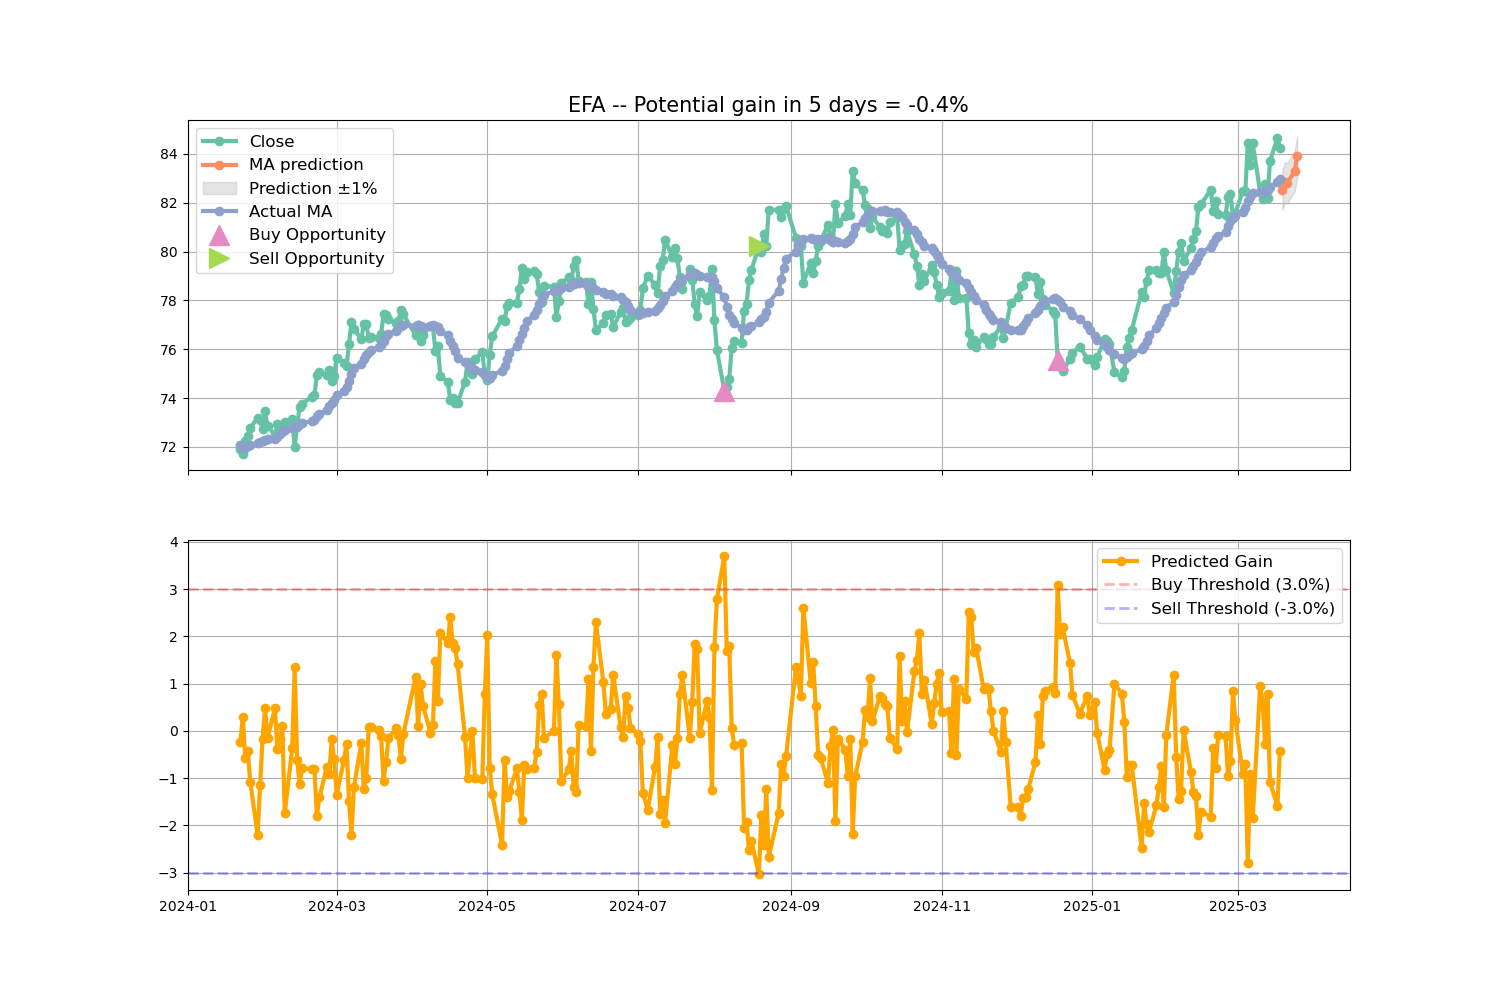 EFA -- Potential gain in 5 days = -0.4%
Close
MA prediction
Prediction ±1%
Actual MA
Buy Opportunity
Sell Opportunity
84
82
80
78
76
74
72
Predicted Gain
Buy Threshold (3.0%)
Sell Threshold (-3.0%)
4
3
2
1
0
−1
−2
−3
2024-01 2024-03 2024-05 2024-07 2024-09 2024-11 2025-01 2025-03